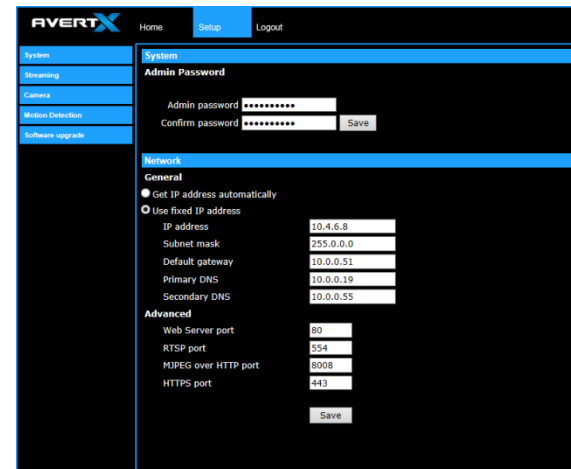 AVERTX
Home Setup Logout
System
Streaming
Camera
Motion Detection
Software upgrade
System
Admin Password
Admin password ••••••••••
Confirm password •••••••••• Save
Network
General
Get IP address automatically
Use fixed IP address
IP address 10.4.6.8
Subnet mask 255.0.0.0
Default gateway 10.0.0.51
Primary DNS 10.0.0.19
Secondary DNS 10.0.0.55
Advanced
Web Server port 80
RTSP port 554
MJPEG over HTTP port 8008
HTTPS port 443
Save